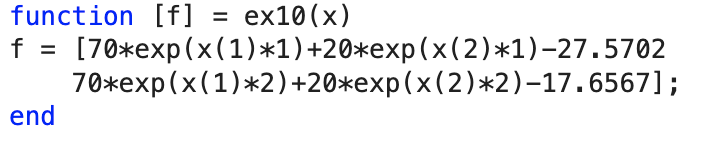 function [f] = ex10(x)
f = [70*exp(x(1)*1)+20*exp(x(2)*1)-27.5702
70*exp(x(1)*2)+20*exp(x(2)*2)-17.6567];
end